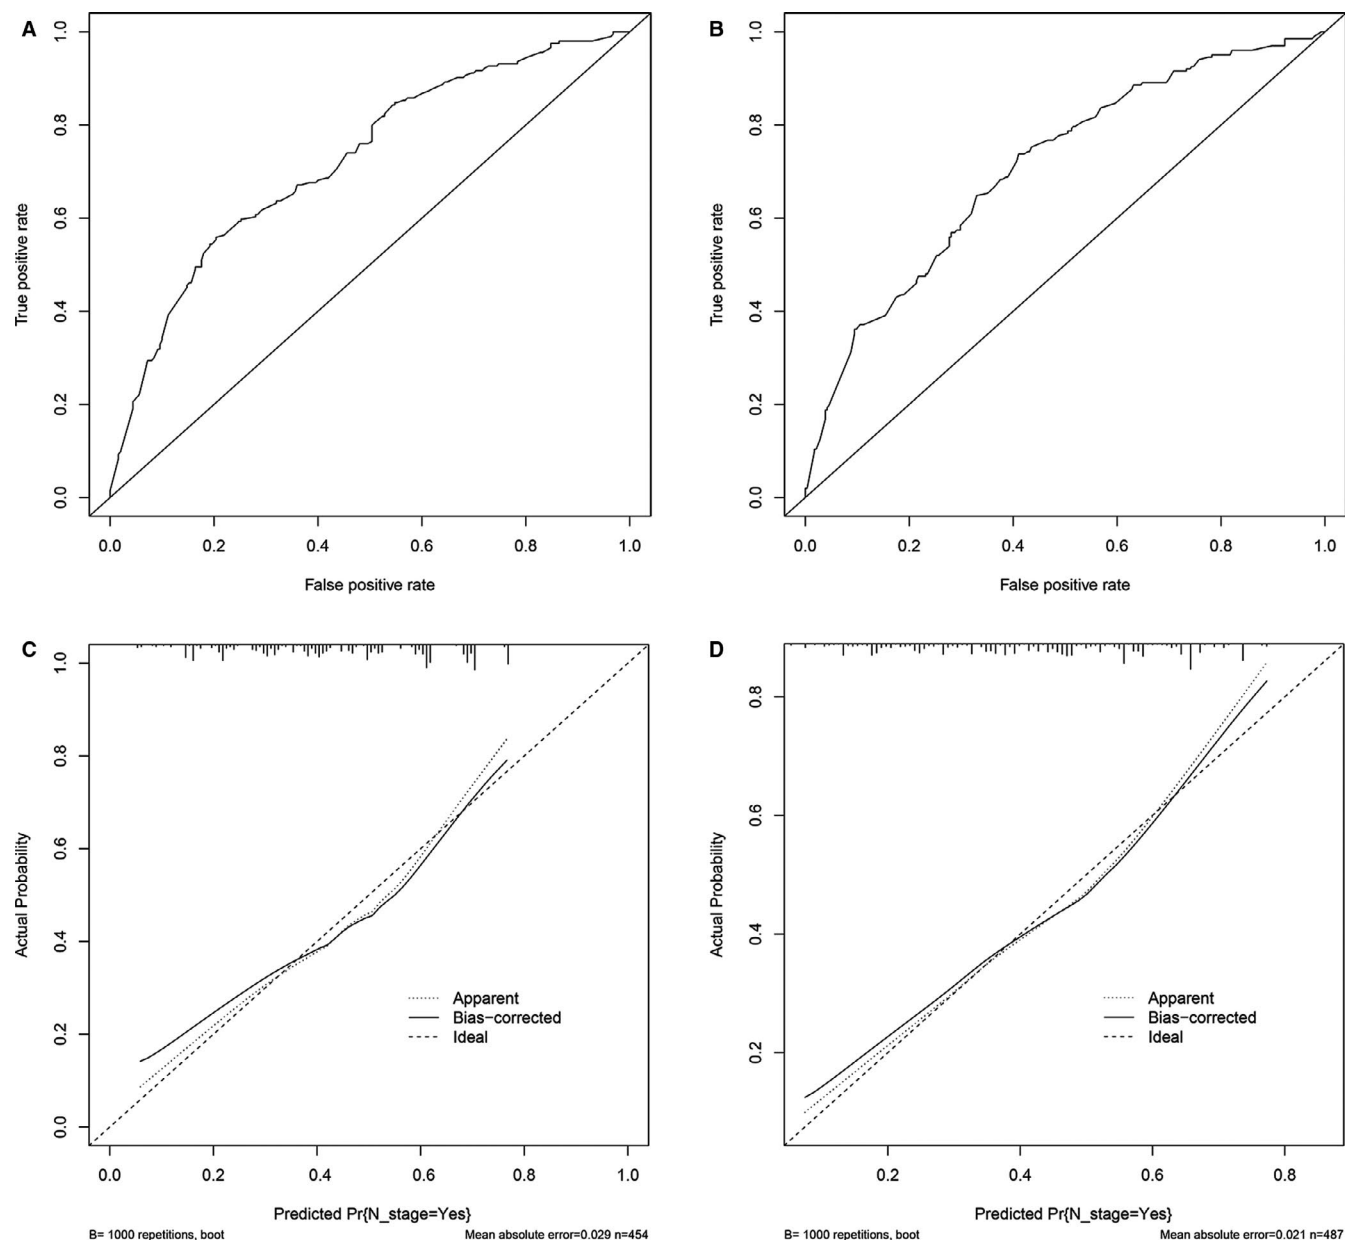 A
1.0
0.8
0.6
0.4
0.2
0.0
True positive rate
0.0 0.2 0.4 0.6 0.8 1.0
False positive rate
B
1.0
0.8
0.6
0.4
0.2
0.0
True positive rate
0.0 0.2 0.4 0.6 0.8 1.0
False positive rate
C
1.0
0.8
0.6
0.4
0.2
0.0
Actual Probability
Apparent
Bias-corrected
Ideal
0.0 0.2 0.4 0.6 0.8 1.0
Predicted Pr{N_stage=Yes}
B= 1000 repetitions, boot Mean absolute error=0.029 n=454
D
0.8
0.6
0.4
0.2
Actual Probability
Apparent
Bias-corrected
Ideal
0.2 0.4 0.6 0.8
Predicted Pr{N_stage=Yes}
B= 1000 repetitions, boot Mean absolute error=0.021 n=487